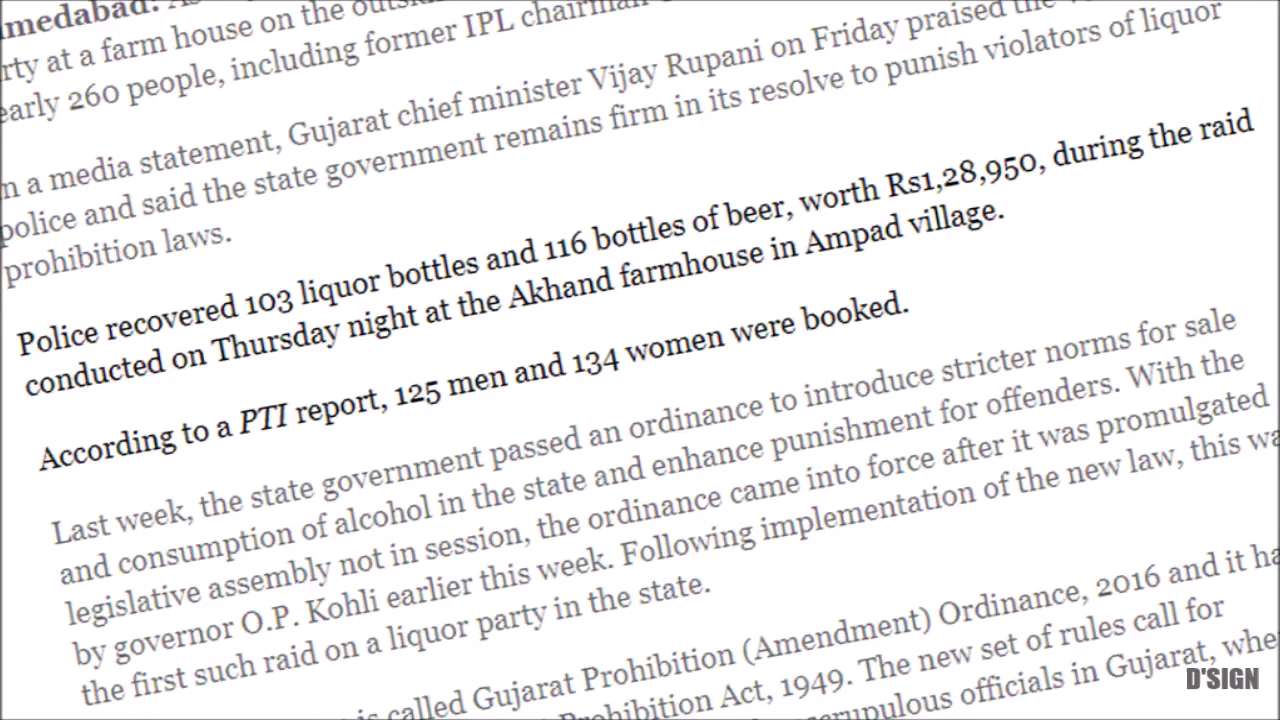 medabad:
rty at a farm house on the
early 260 people, including former IPL chairman
n a media statement, Gujarat chief minister Vijay Rupani on Friday praised the
police and said the state government remains firm in its resolve to punish violators of liquor
prohibition laws.
Police recovered 103 liquor bottles and 116 bottles of beer, worth Rs1,28,950, during the raid
conducted on Thursday night at the Akhand farmhouse in Ampad village.
According to a PTI report, 125 men and 134 women were booked.
Last week, the state government passed an ordinance to introduce stricter norms for sale
and consumption of alcohol in the state and enhance punishment for offenders. With the
legislative assembly not in session, the ordinance came into force after it was promulgated
by governor O.P. Kohli earlier this week. Following implementation of the new law, this wa
the first such raid on a liquor party in the state.
is called Gujarat Prohibition (Amendment) Ordinance, 2016 and it ha
Prohibition Act, 1949. The new set of rules call for
officials in Gujarat, whe
D'SIGN